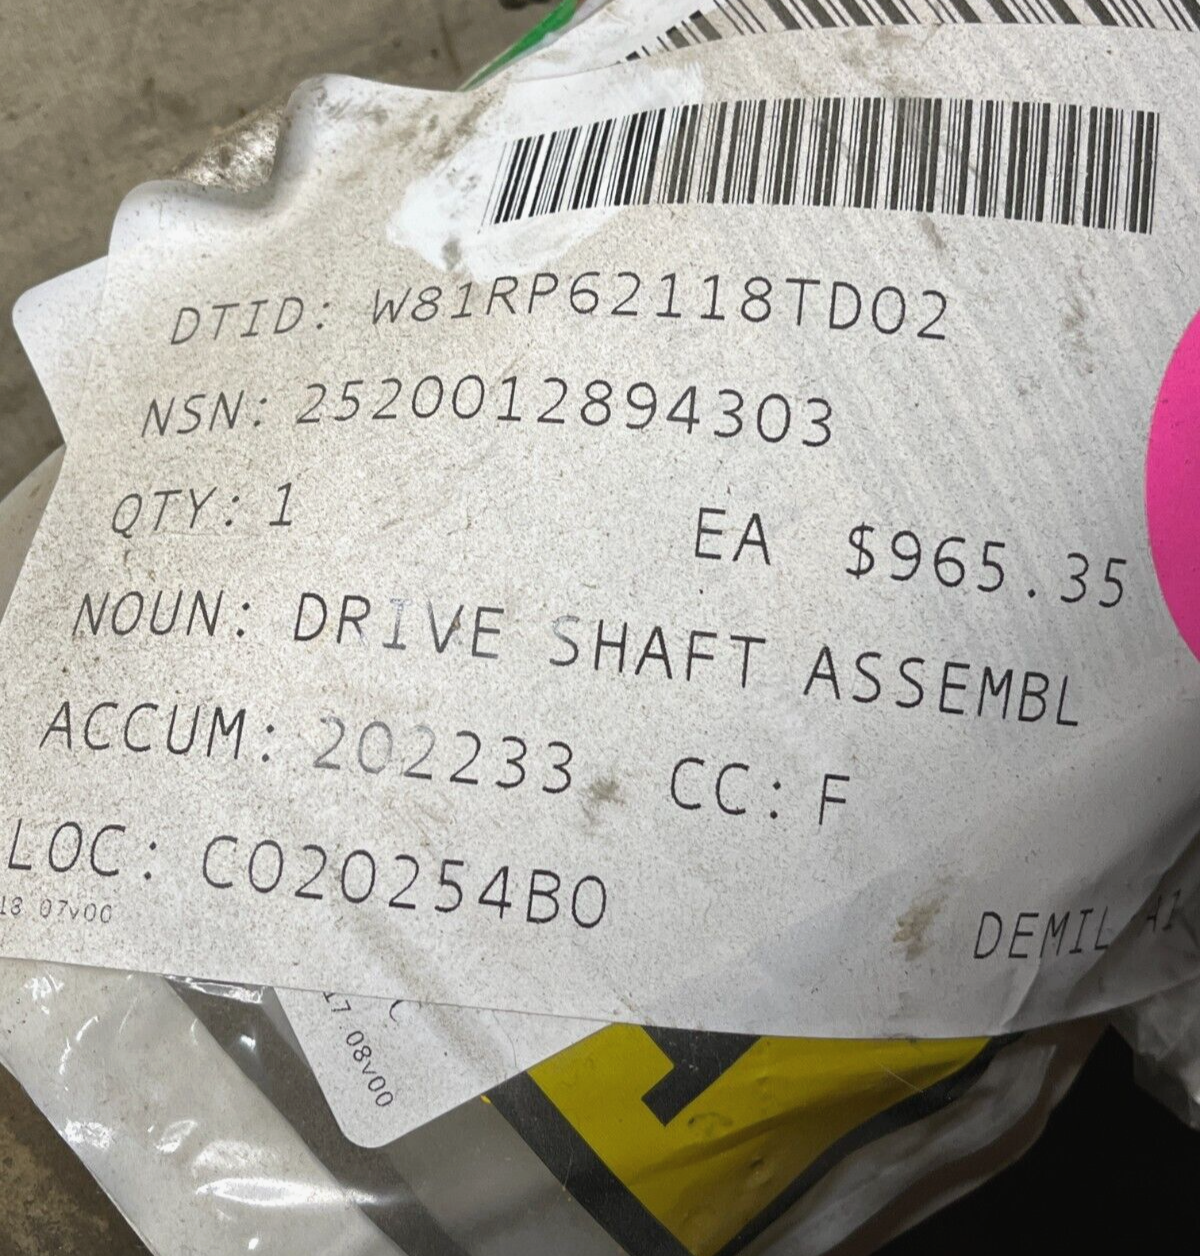 DTID: W81RP62118TD02
NSN: 2520012894303
QTY: 1 EA $965.35
NOUN: DRIVE SHAFT ASSEMBL
ACCUM: 202233 CC: F
LOC: C020254B0
18 07v00
DEMIL
17.08v00